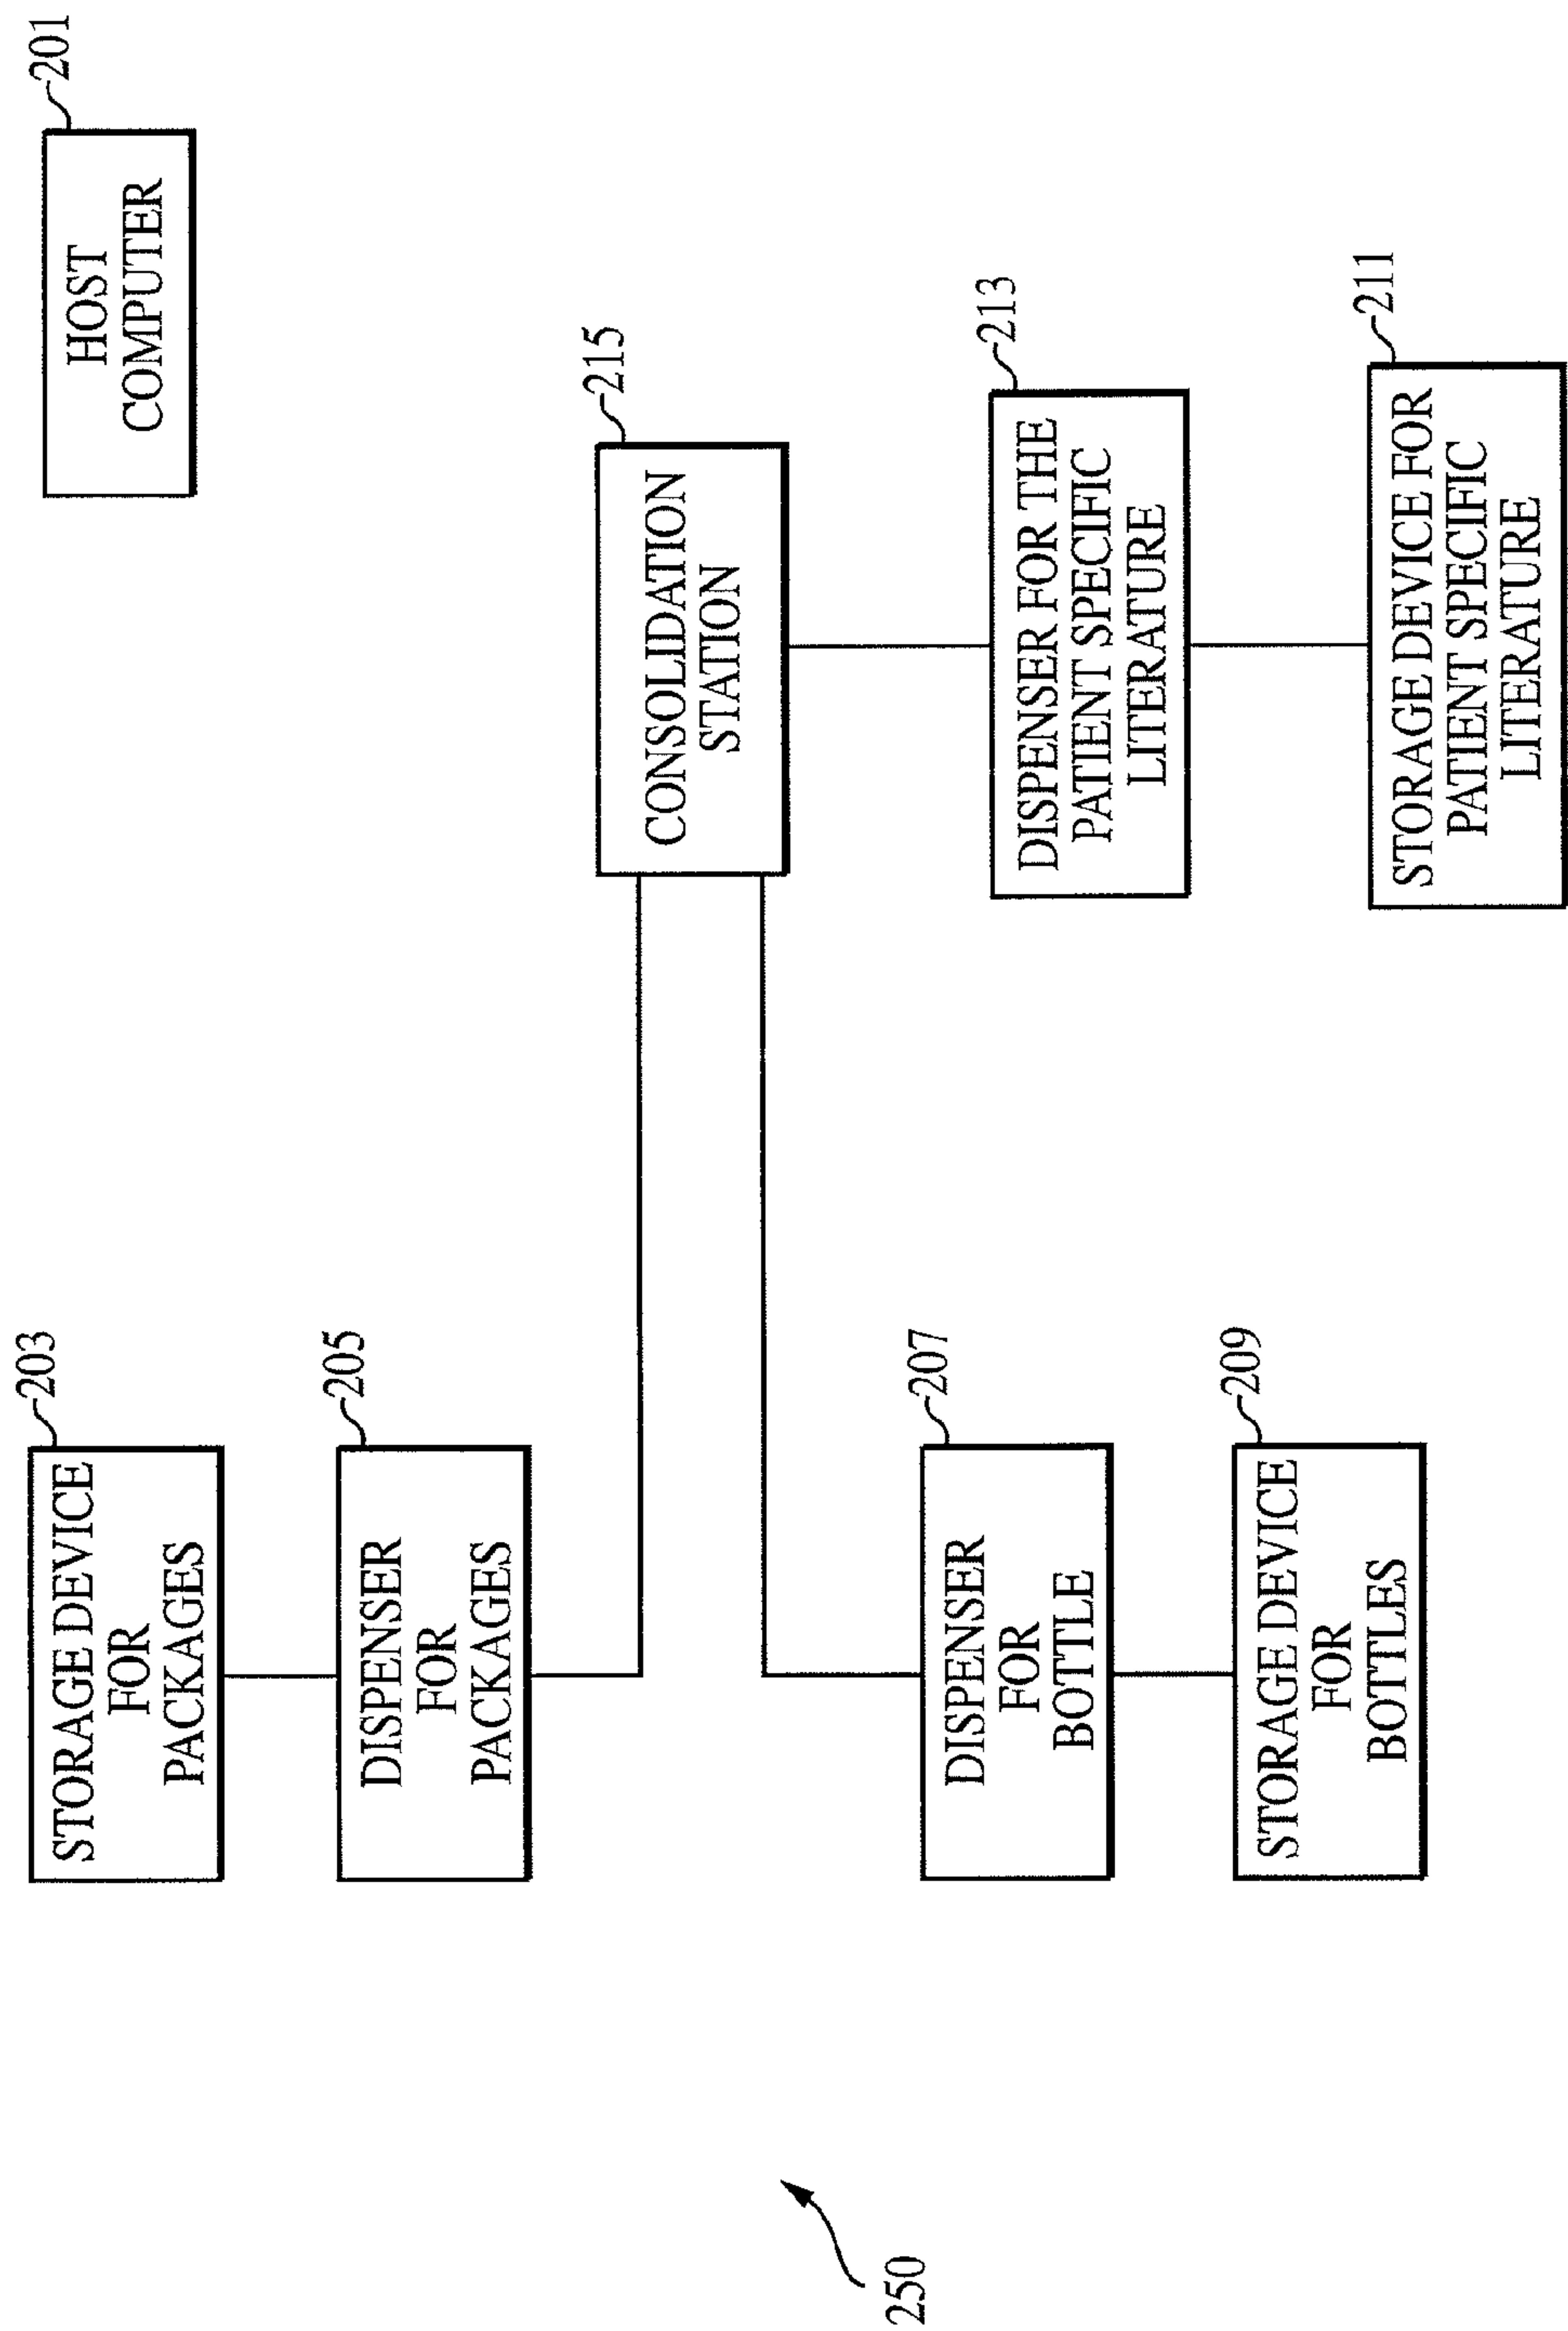 203
STORAGE DEVICE
FOR
PACKAGES
205
DISPENSER
FOR
PACKAGES
207
DISPENSER
FOR
BOTTLE
209
STORAGE DEVICE
FOR
BOTTLES
201
HOST
COMPUTER
215
CONSOLIDATION
STATION
213
DISPENSER FOR THE
PATIENT SPECIFIC
LITERATURE
211
STORAGE DEVICE FOR
PATIENT SPECIFIC
LITERATURE
250